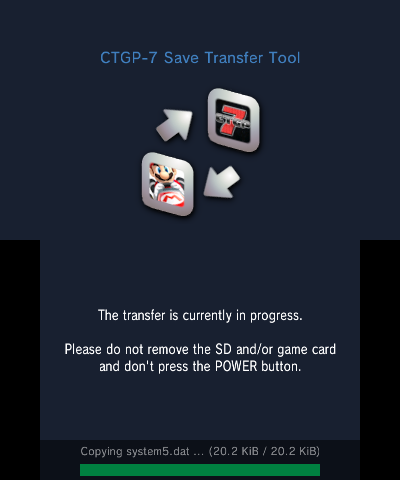 CTGP-7 Save Transfer Tool
7
The transfer is currently in progress.
Please do not remove the SD and/or game card
and don't press the POWER button.
Copying system5.dat ... (20.2 KiB / 20.2 KiB)